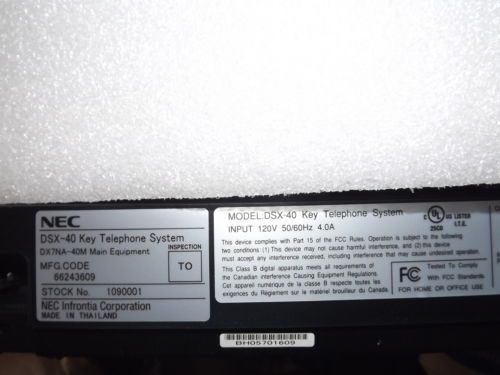 NEC
DSX-40 Key Telephone System
DX7NA-40M Main Equipment
INSPECTION
TO
MFG.CODE
66243609
STOCK No. 1090001
NEC Infrontia Corporation
MADE IN THAILAND
MODEL:DSX-40 Key Telephone System
INPUT 120V 50/60Hz 4.0A
This device complies with Part 15 of the FCC Rules. Operation is subject to the following
two conditions: (1) This device may not cause harmful interference, and (2) this device
must accept any interference received, including interference that may cause undesired operation.
This Class B digital apparatus meets all requirements of
the Canadian Interference Causing Equipment Regulations.
Cet appareil numérique de la classe B respecte toutes les
exigences du Règlement sur le matériel brouilleur du Canada.
C UL US LISTED
25C0 I.T.E.
FC Tested To Comply
With FCC Standards
FOR HOME OR OFFICE USE
BH05701609